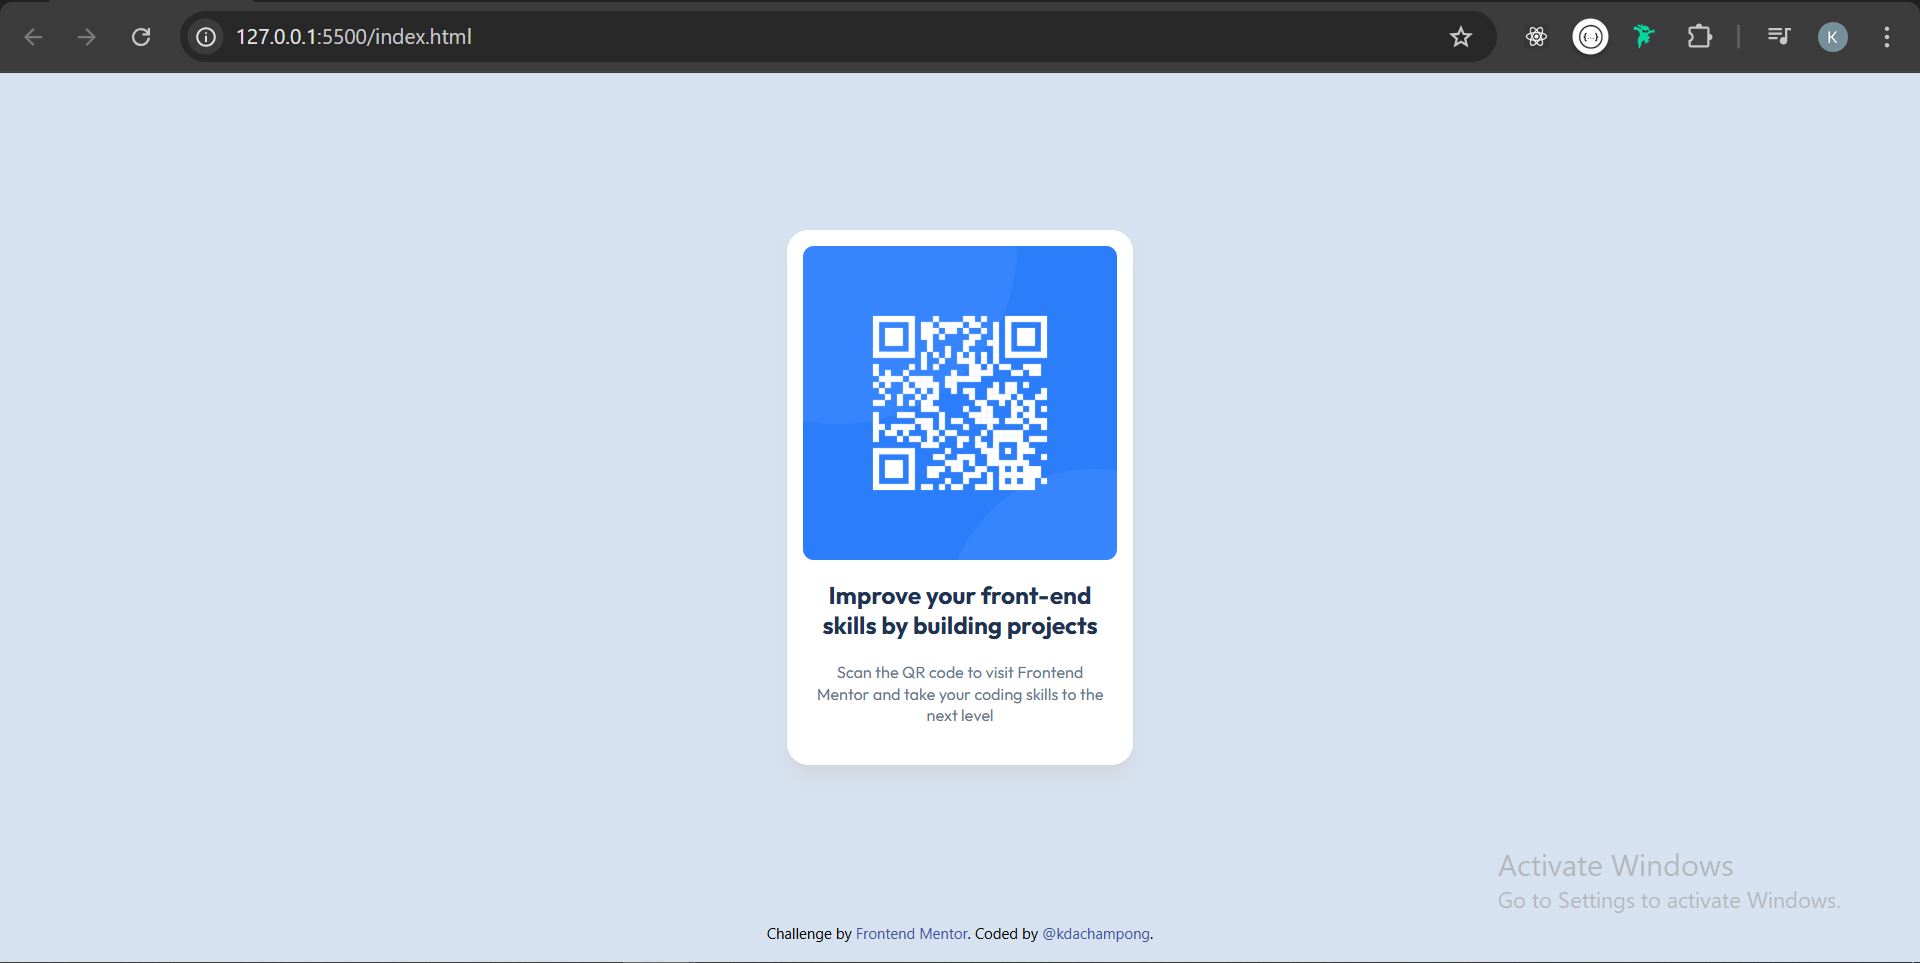 127.0.0.1:5500/index.html
{...}
K
Improve your front-end
skills by building projects
Scan the QR code to visit Frontend
Mentor and take your coding skills to the
next level
Activate Windows
Go to Settings to activate Windows.
Challenge by Frontend Mentor. Coded by @kdachampong.